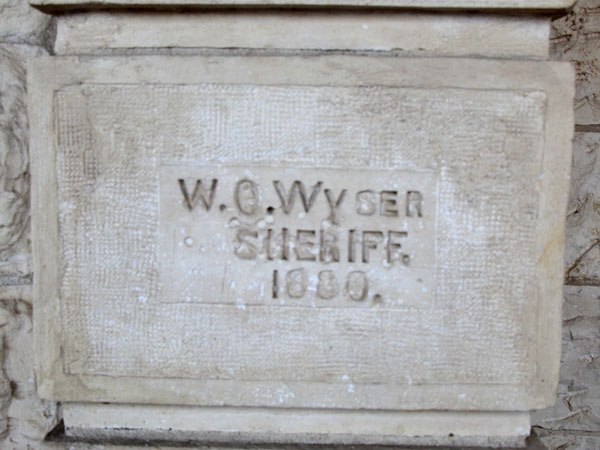 W. O. WYSER
SHERIFF.
1880.